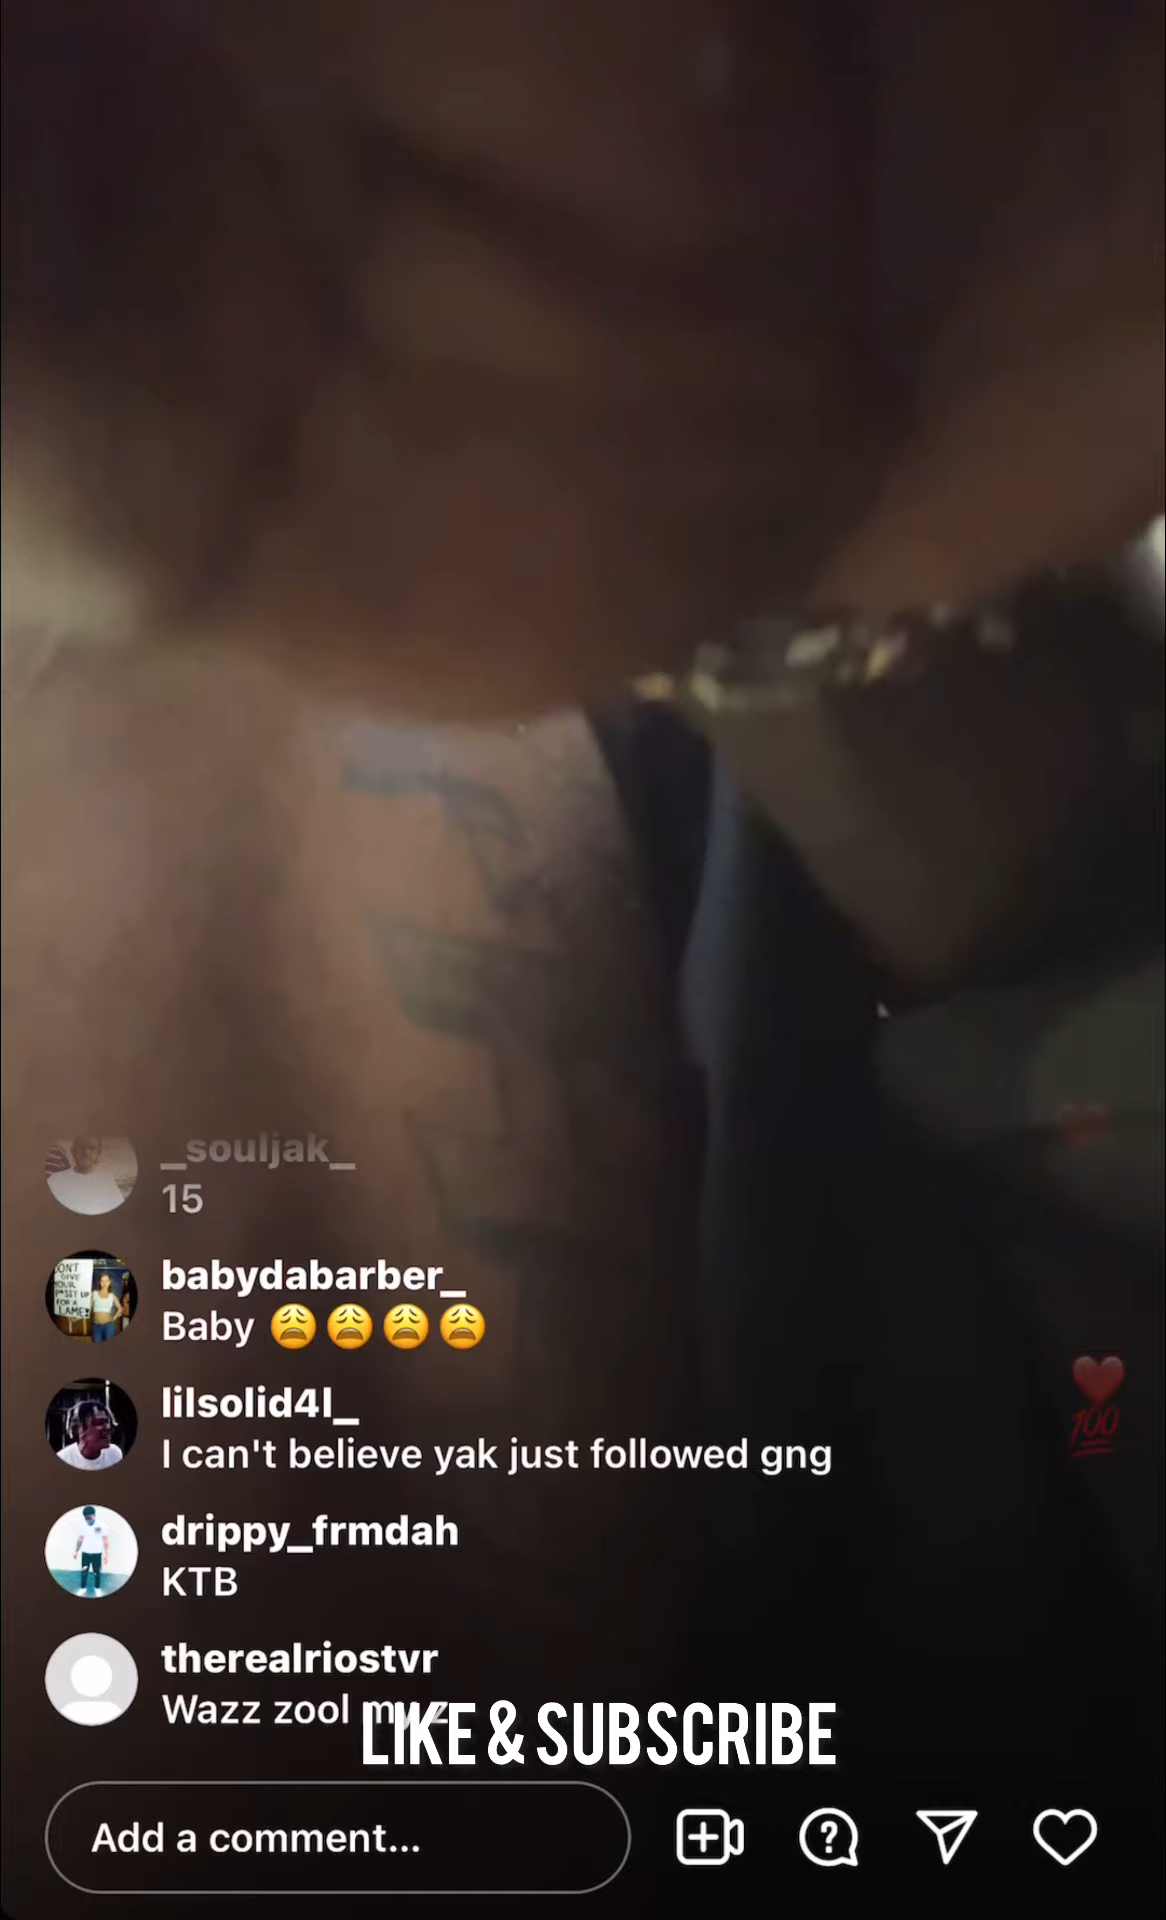 _souljak_
15
babydabarber_
Baby 😩😩😩😩
lilsolid4l_
I can't believe yak just followed gng
💯
drippy_frmdah
KTB
therealriostvr
Wazz zool my z
LIKE & SUBSCRIBE
Add a comment...